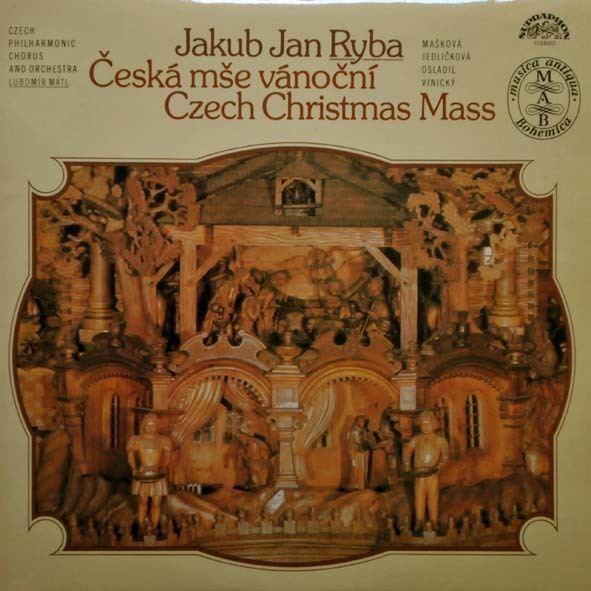 CZECH
PHILHARMONIC
CHORUS
AND ORCHESTRA
LUBOMÍR MÁTL
Jakub Jan Ryba
Česká mše vánoční
Czech Christmas Mass
MAŠKOVÁ
JEDLIČKOVÁ
OSLADIL
VINICKÝ
SUPRAPHON
STEREO
musica antiqua
MAB
Bohemica